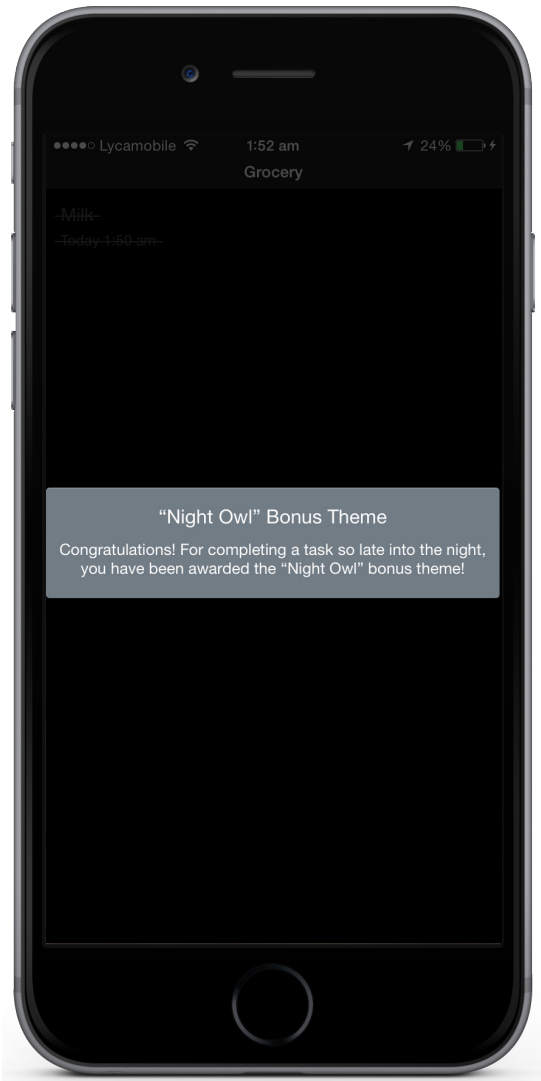 Lycamobile 1:52 am 24%
Grocery
Milk
Today 1:50 am
“Night Owl” Bonus Theme
Congratulations! For completing a task so late into the night,
you have been awarded the “Night Owl” bonus theme!